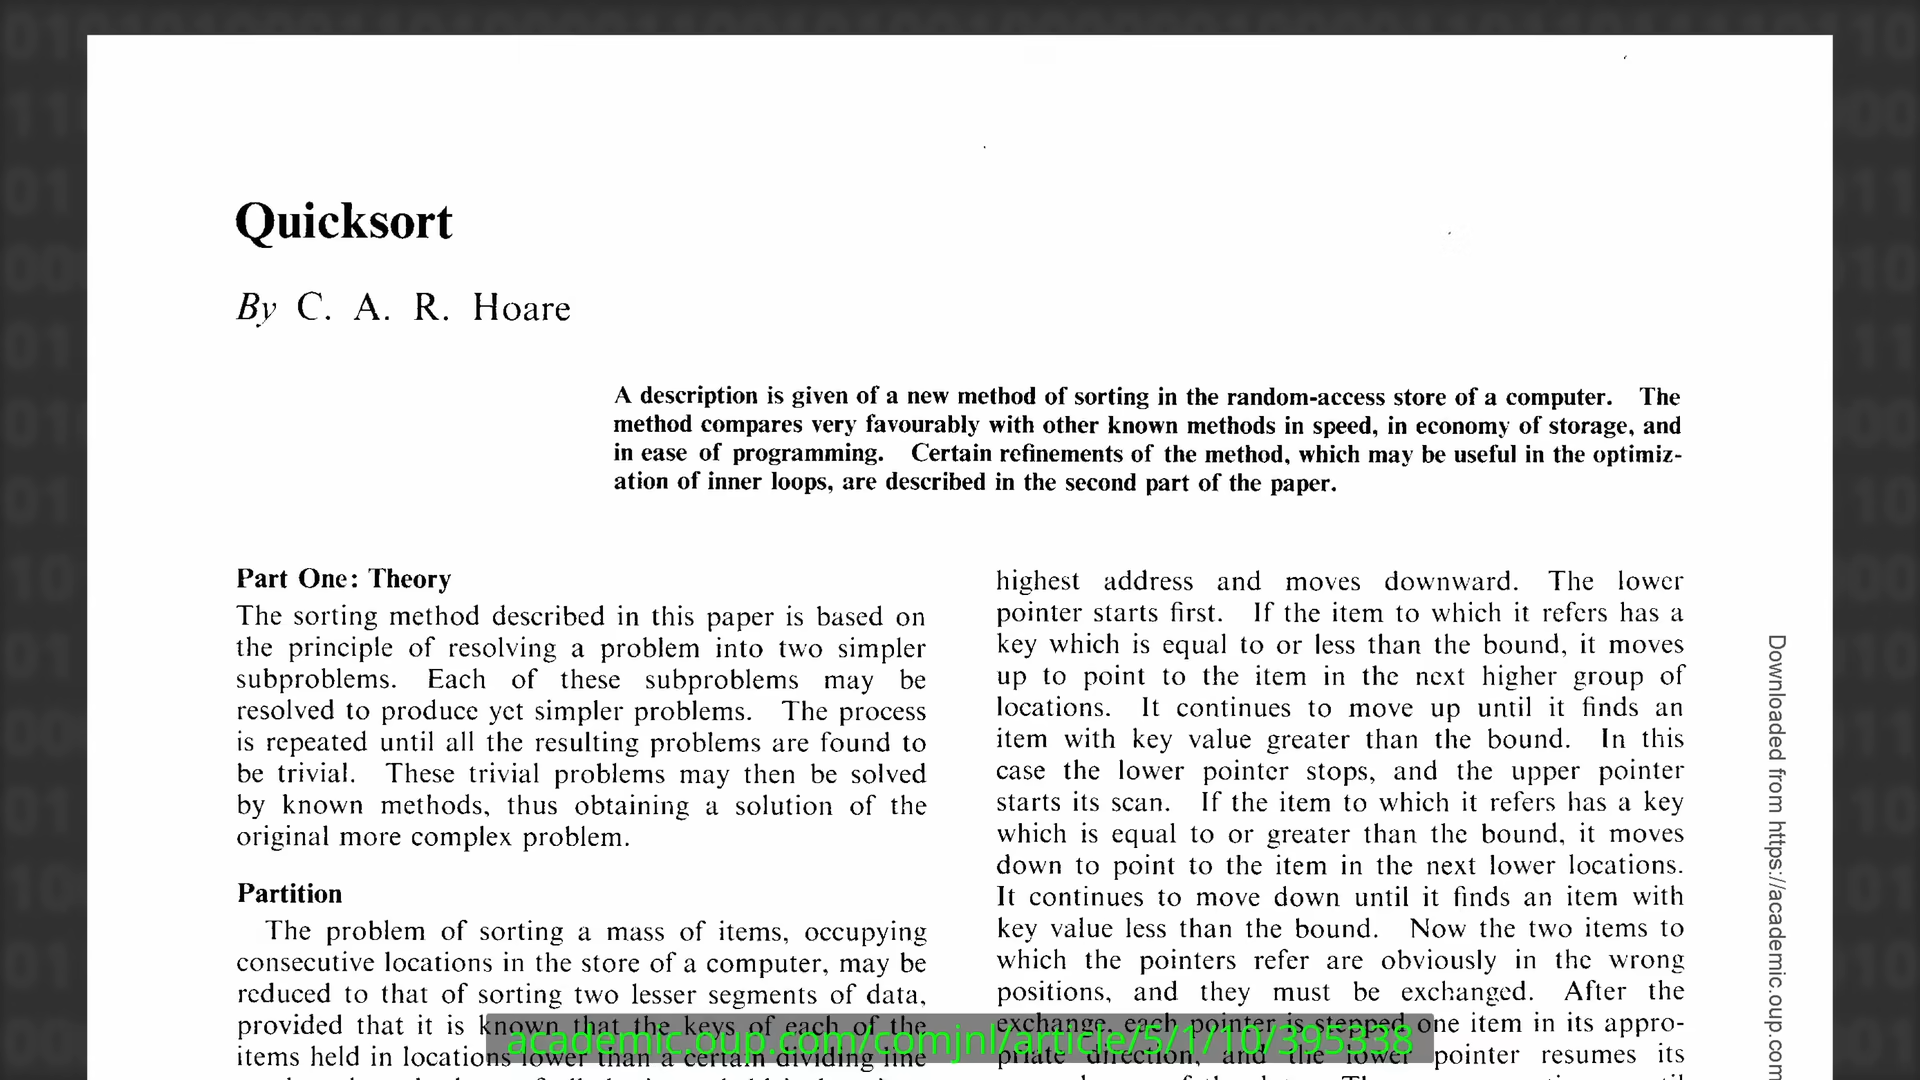 Quicksort
By C. A. R. Hoare
A description is given of a new method of sorting in the random-access store of a computer. The
method compares very favourably with other known methods in speed, in economy of storage, and
in ease of programming. Certain refinements of the method, which may be useful in the optimiz-
ation of inner loops, are described in the second part of the paper.
Part One: Theory
The sorting method described in this paper is based on
the principle of resolving a problem into two simpler
subproblems. Each of these subproblems may be
resolved to produce yet simpler problems. The process
is repeated until all the resulting problems are found to
be trivial. These trivial problems may then be solved
by known methods, thus obtaining a solution of the
original more complex problem.
Partition
The problem of sorting a mass of items, occupying
consecutive locations in the store of a computer, may be
reduced to that of sorting two lesser segments of data,
provided that it is known that the keys of each of the
items held in locations lower than a certain dividing line
highest address and moves downward. The lower
pointer starts first. If the item to which it refers has a
key which is equal to or less than the bound, it moves
up to point to the item in the next higher group of
locations. It continues to move up until it finds an
item with key value greater than the bound. In this
case the lower pointer stops, and the upper pointer
starts its scan. If the item to which it refers has a key
which is equal to or greater than the bound, it moves
down to point to the item in the next lower locations.
It continues to move down until it finds an item with
key value less than the bound. Now the two items to
which the pointers refer are obviously in the wrong
positions, and they must be exchanged. After the
exchange, each pointer is stepped one item in its appro-
priate direction, and the lower pointer resumes its
Downloaded from https://academic.oup.com
academic.oup.com/comjnl/article/5/1/10/395338